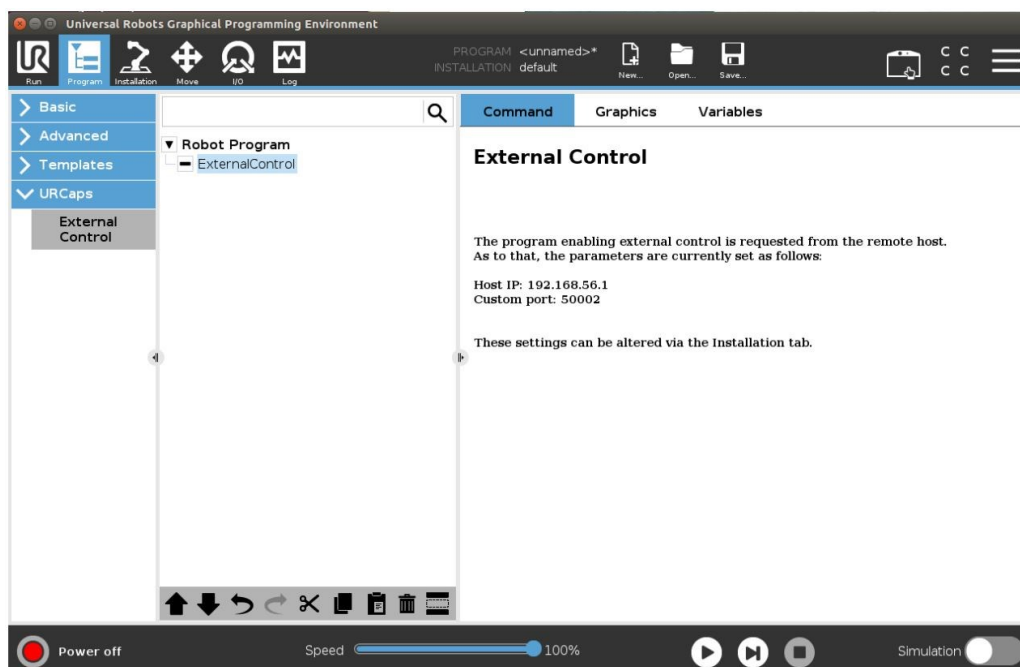 Universal Robots Graphical Programming Environment
UR
Run
Program
Installation
Move
I/O
Log
PROGRAM <unnamed>*
INSTALLATION default
New...
Open...
Save...
C C
C C
Basic
Advanced
Templates
URCaps
External
Control
Robot Program
ExternalControl
Command Graphics Variables
External Control
The program enabling external control is requested from the remote host.
As to that, the parameters are currently set as follows:
Host IP: 192.168.56.1
Custom port: 50002
These settings can be altered via the Installation tab.
Power off
Speed 100%
Simulation